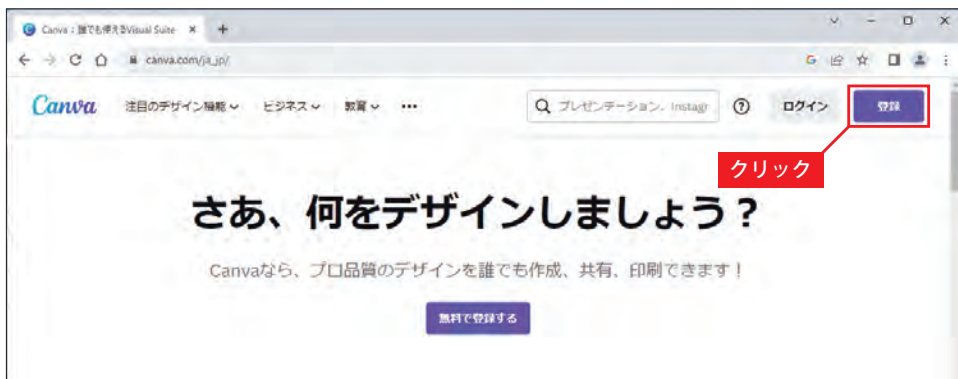 Canva：誰でも使えるVisual Suite
canva.com/ja_jp/
Canva 注目のデザイン機能 ビジネス 教育 ••• プレゼンテーション、Instagr ログイン 登録
クリック
さあ、何をデザインしましょう？
Canvaなら、プロ品質のデザインを誰でも作成、共有、印刷できます！
無料で登録する